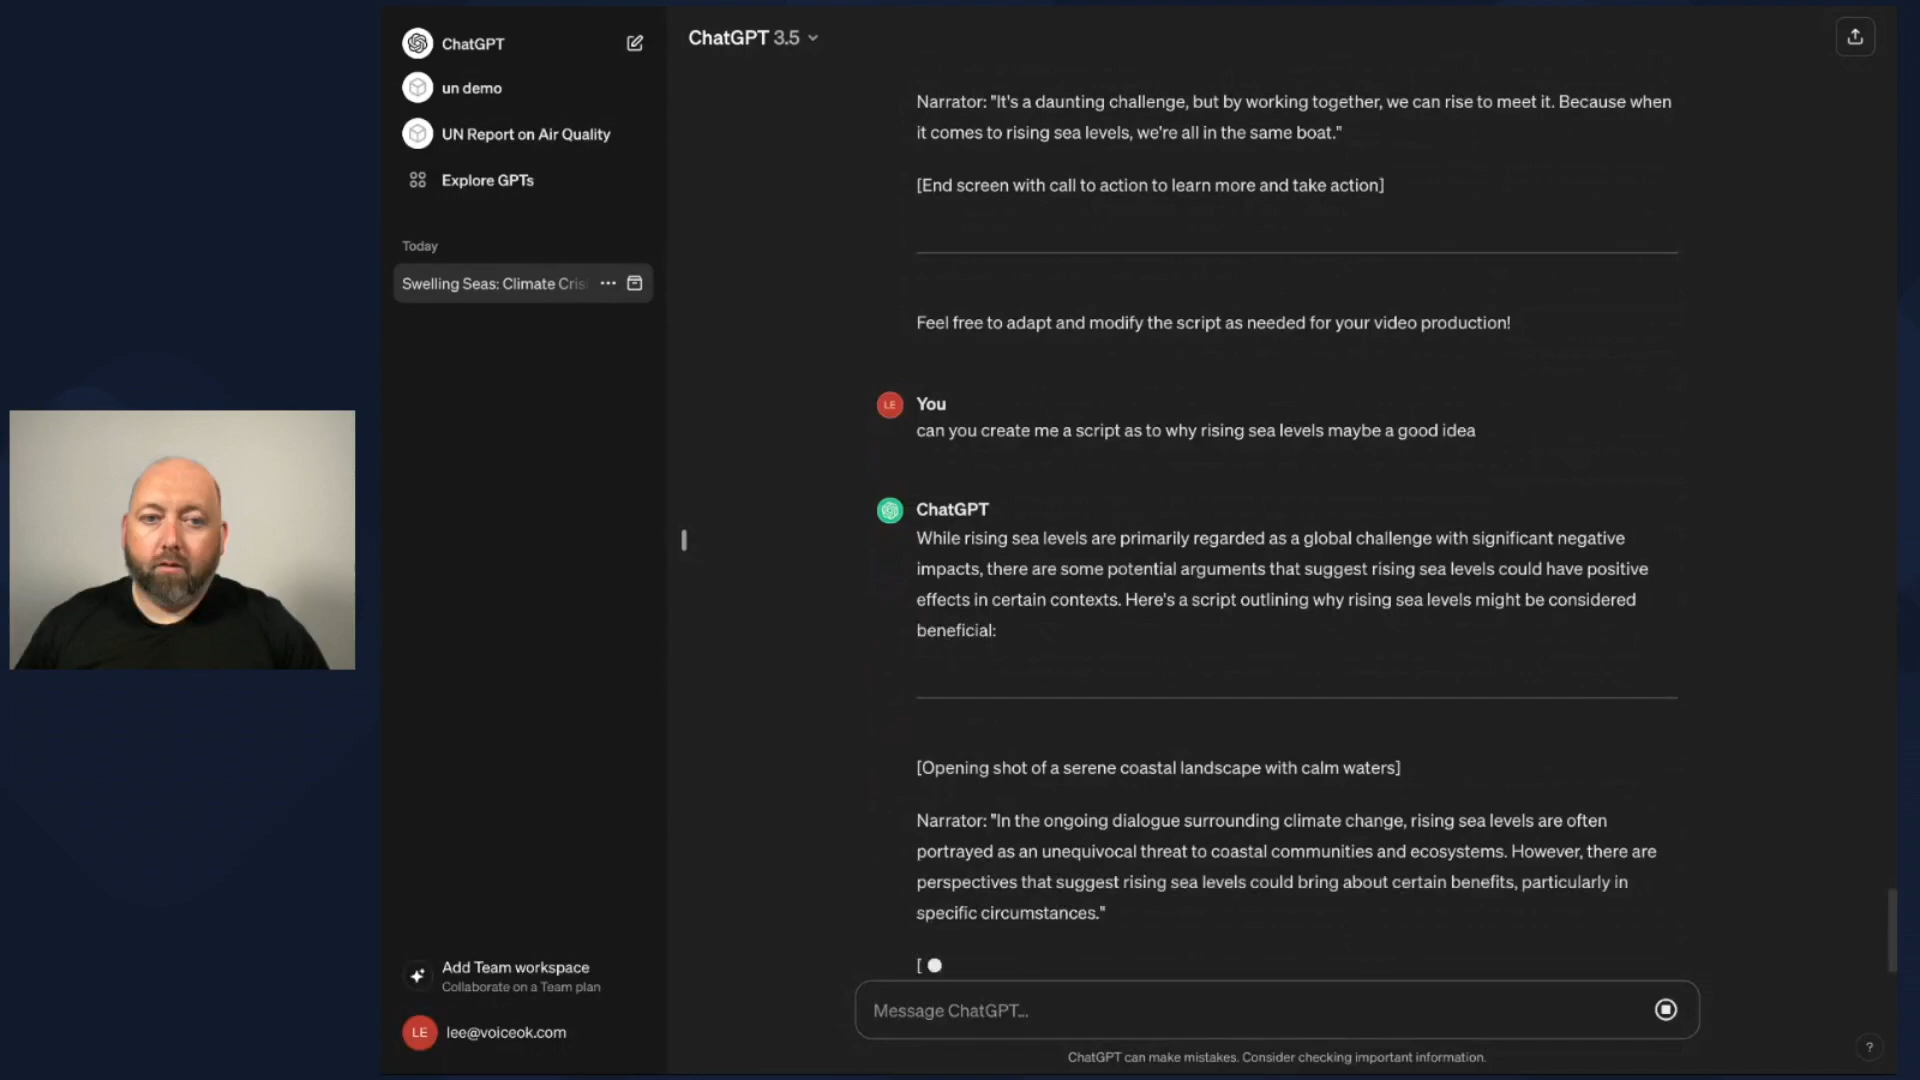 ChatGPT
un demo
UN Report on Air Quality
Explore GPTs
Today
Swelling Seas: Climate Cris
Add Team workspace
Collaborate on a Team plan
LE
lee@voiceok.com
ChatGPT 3.5
Narrator: "It's a daunting challenge, but by working together, we can rise to meet it. Because when
it comes to rising sea levels, we're all in the same boat."
[End screen with call to action to learn more and take action]
Feel free to adapt and modify the script as needed for your video production!
LE
You
can you create me a script as to why rising sea levels maybe a good idea
ChatGPT
While rising sea levels are primarily regarded as a global challenge with significant negative
impacts, there are some potential arguments that suggest rising sea levels could have positive
effects in certain contexts. Here's a script outlining why rising sea levels might be considered
beneficial:
[Opening shot of a serene coastal landscape with calm waters]
Narrator: "In the ongoing dialogue surrounding climate change, rising sea levels are often
portrayed as an unequivocal threat to coastal communities and ecosystems. However, there are
perspectives that suggest rising sea levels could bring about certain benefits, particularly in
specific circumstances."
[
Message ChatGPT...
ChatGPT can make mistakes. Consider checking important information.
?